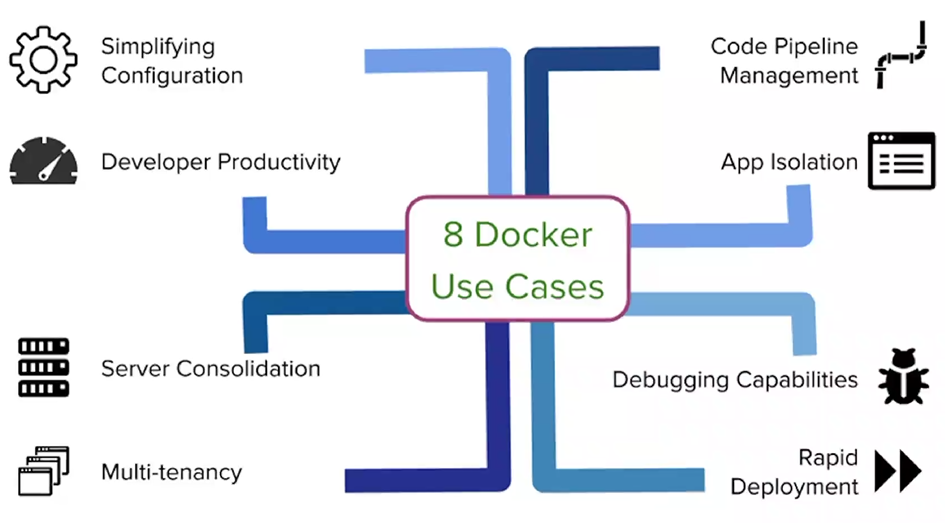 Simplifying
Configuration
Developer Productivity
Server Consolidation
Multi-tenancy
8 Docker
Use Cases
Code Pipeline
Management
App Isolation
Debugging Capabilities
Rapid
Deployment